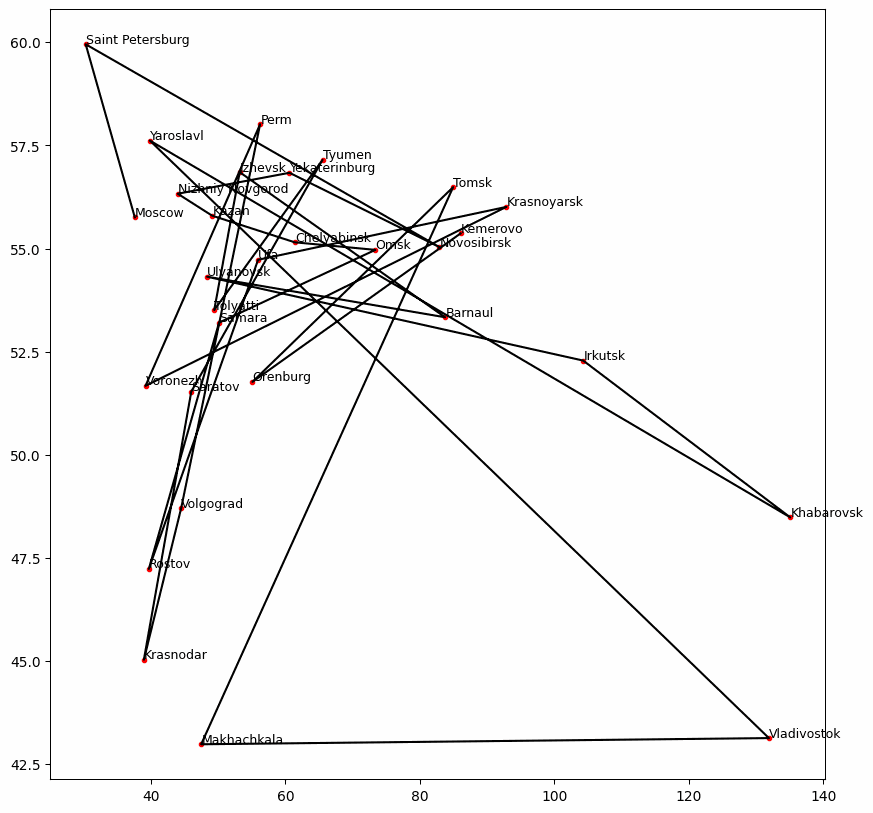 60.0
57.5
55.0
52.5
50.0
47.5
45.0
42.5
Saint Petersburg
Perm
Yaroslavl
Tyumen
Izhevsk
Yekaterinburg
Nizhniy Novgorod
Tomsk
Krasnoyarsk
Moscow
Kazan
Kemerovo
Chelyabinsk
Novosibirsk
Omsk
Ufa
Ulyanovsk
Tolyatti
Samara
Barnaul
Irkutsk
Orenburg
Voronezh
Saratov
Volgograd
Khabarovsk
Rostov
Krasnodar
Makhachkala
Vladivostok
40
60
80
100
120
140